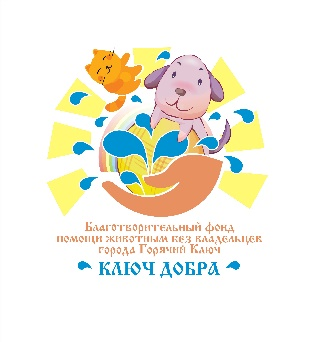 Благотворительный фонд
помощи животным без владельцев
города Горячий Ключ
КЛЮЧ ДОБРА